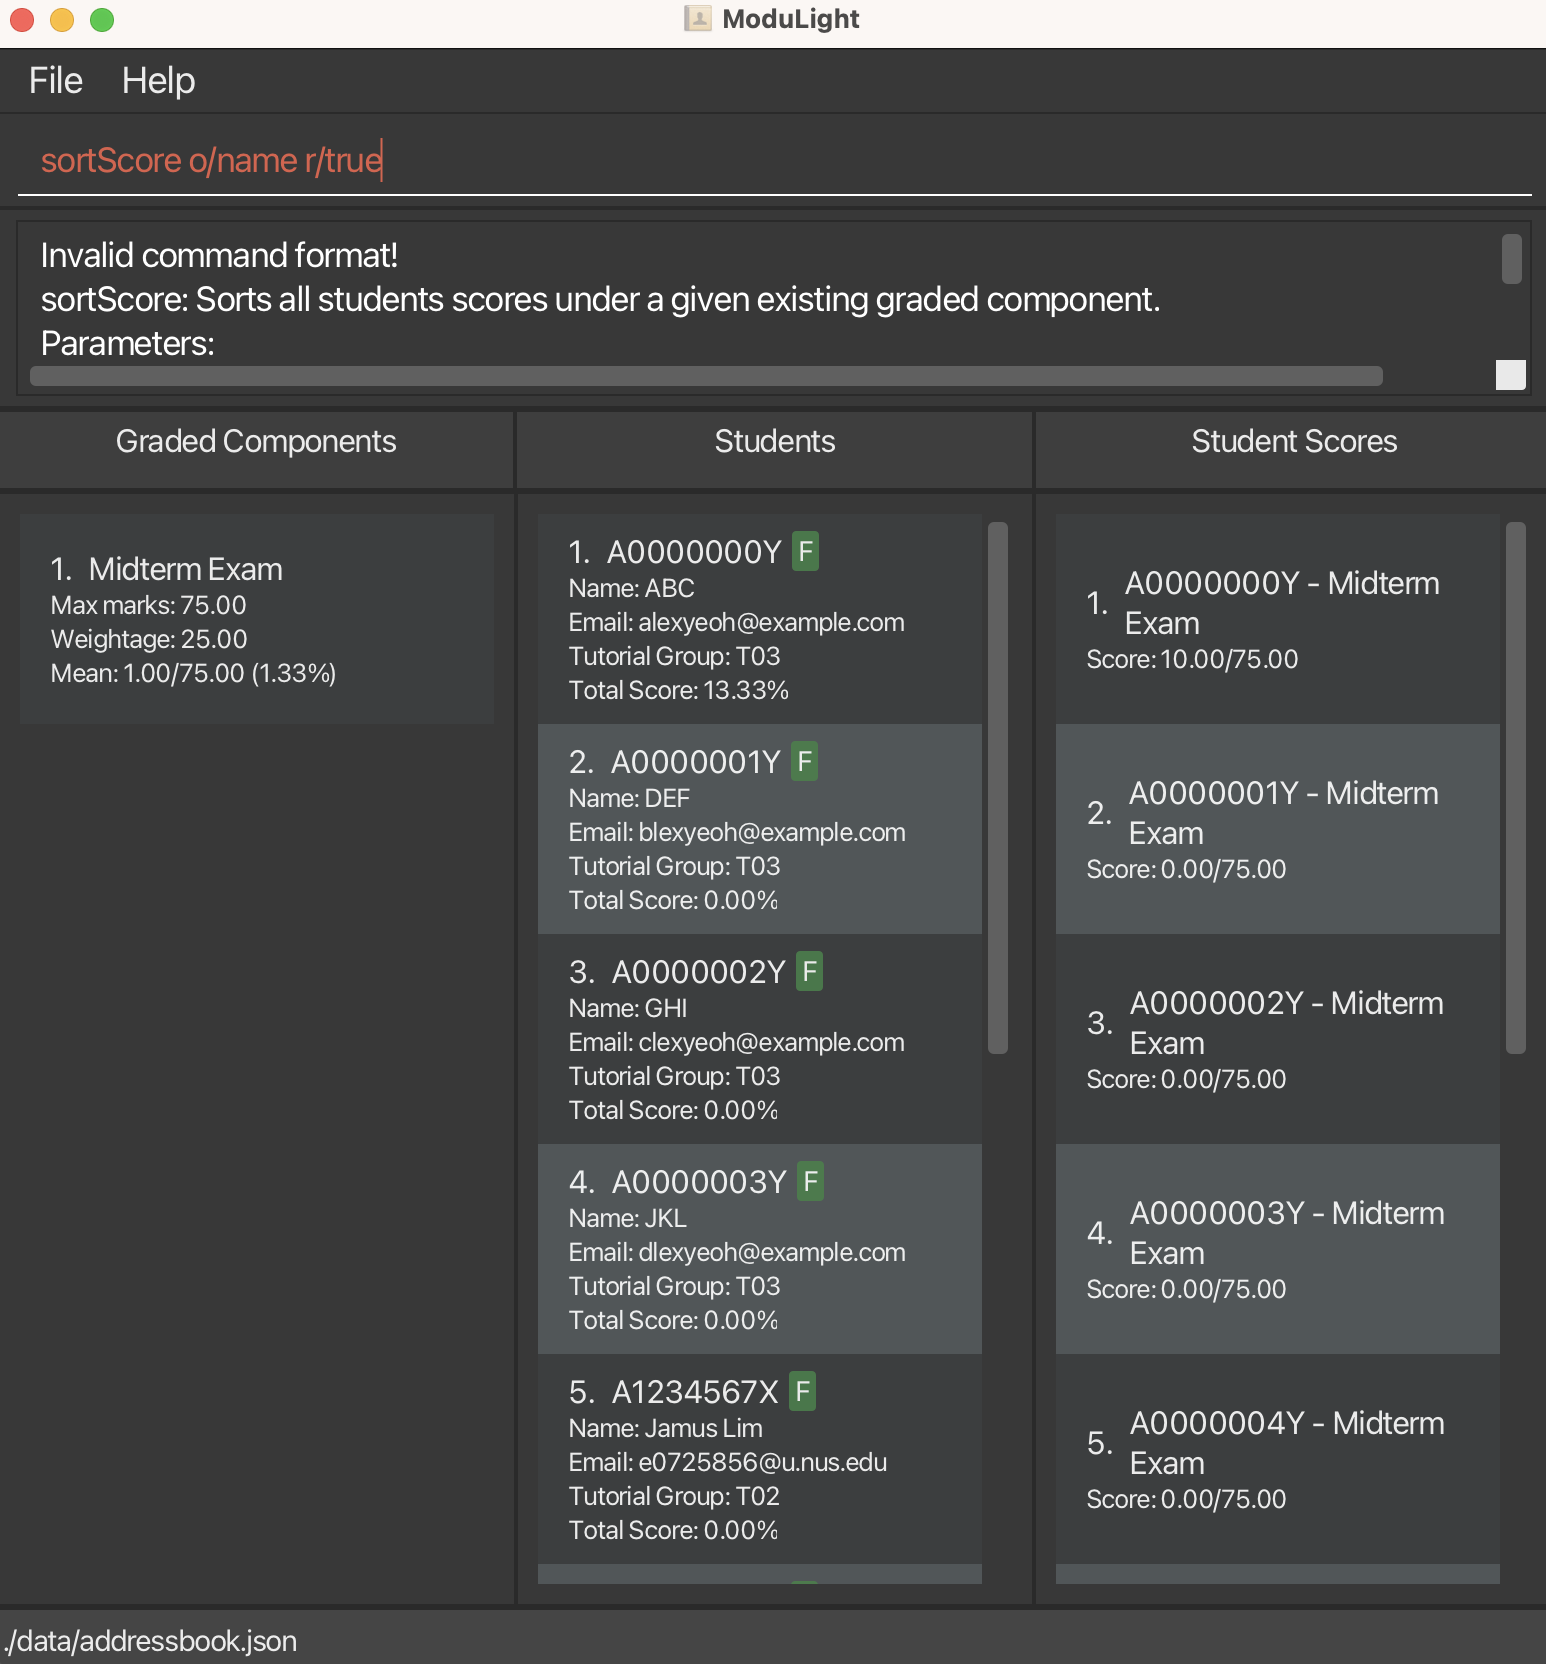 ModuLight
File Help
sortScore o/name r/true
Invalid command format!
sortScore: Sorts all students scores under a given existing graded component.
Parameters:
Graded Components
Students
Student Scores
1. Midterm Exam
Max marks: 75.00
Weightage: 25.00
Mean: 1.00/75.00 (1.33%)
1. A0000000Y F
Name: ABC
Email: alexyeoh@example.com
Tutorial Group: T03
Total Score: 13.33%
2. A0000001Y F
Name: DEF
Email: blexyeoh@example.com
Tutorial Group: T03
Total Score: 0.00%
3. A0000002Y F
Name: GHI
Email: clexyeoh@example.com
Tutorial Group: T03
Total Score: 0.00%
4. A0000003Y F
Name: JKL
Email: dlexyeoh@example.com
Tutorial Group: T03
Total Score: 0.00%
5. A1234567X F
Name: Jamus Lim
Email: e0725856@u.nus.edu
Tutorial Group: T02
Total Score: 0.00%
1. A0000000Y - Midterm
Exam
Score: 10.00/75.00
2. A0000001Y - Midterm
Exam
Score: 0.00/75.00
3. A0000002Y - Midterm
Exam
Score: 0.00/75.00
4. A0000003Y - Midterm
Exam
Score: 0.00/75.00
5. A0000004Y - Midterm
Exam
Score: 0.00/75.00
./data/addressbook.json